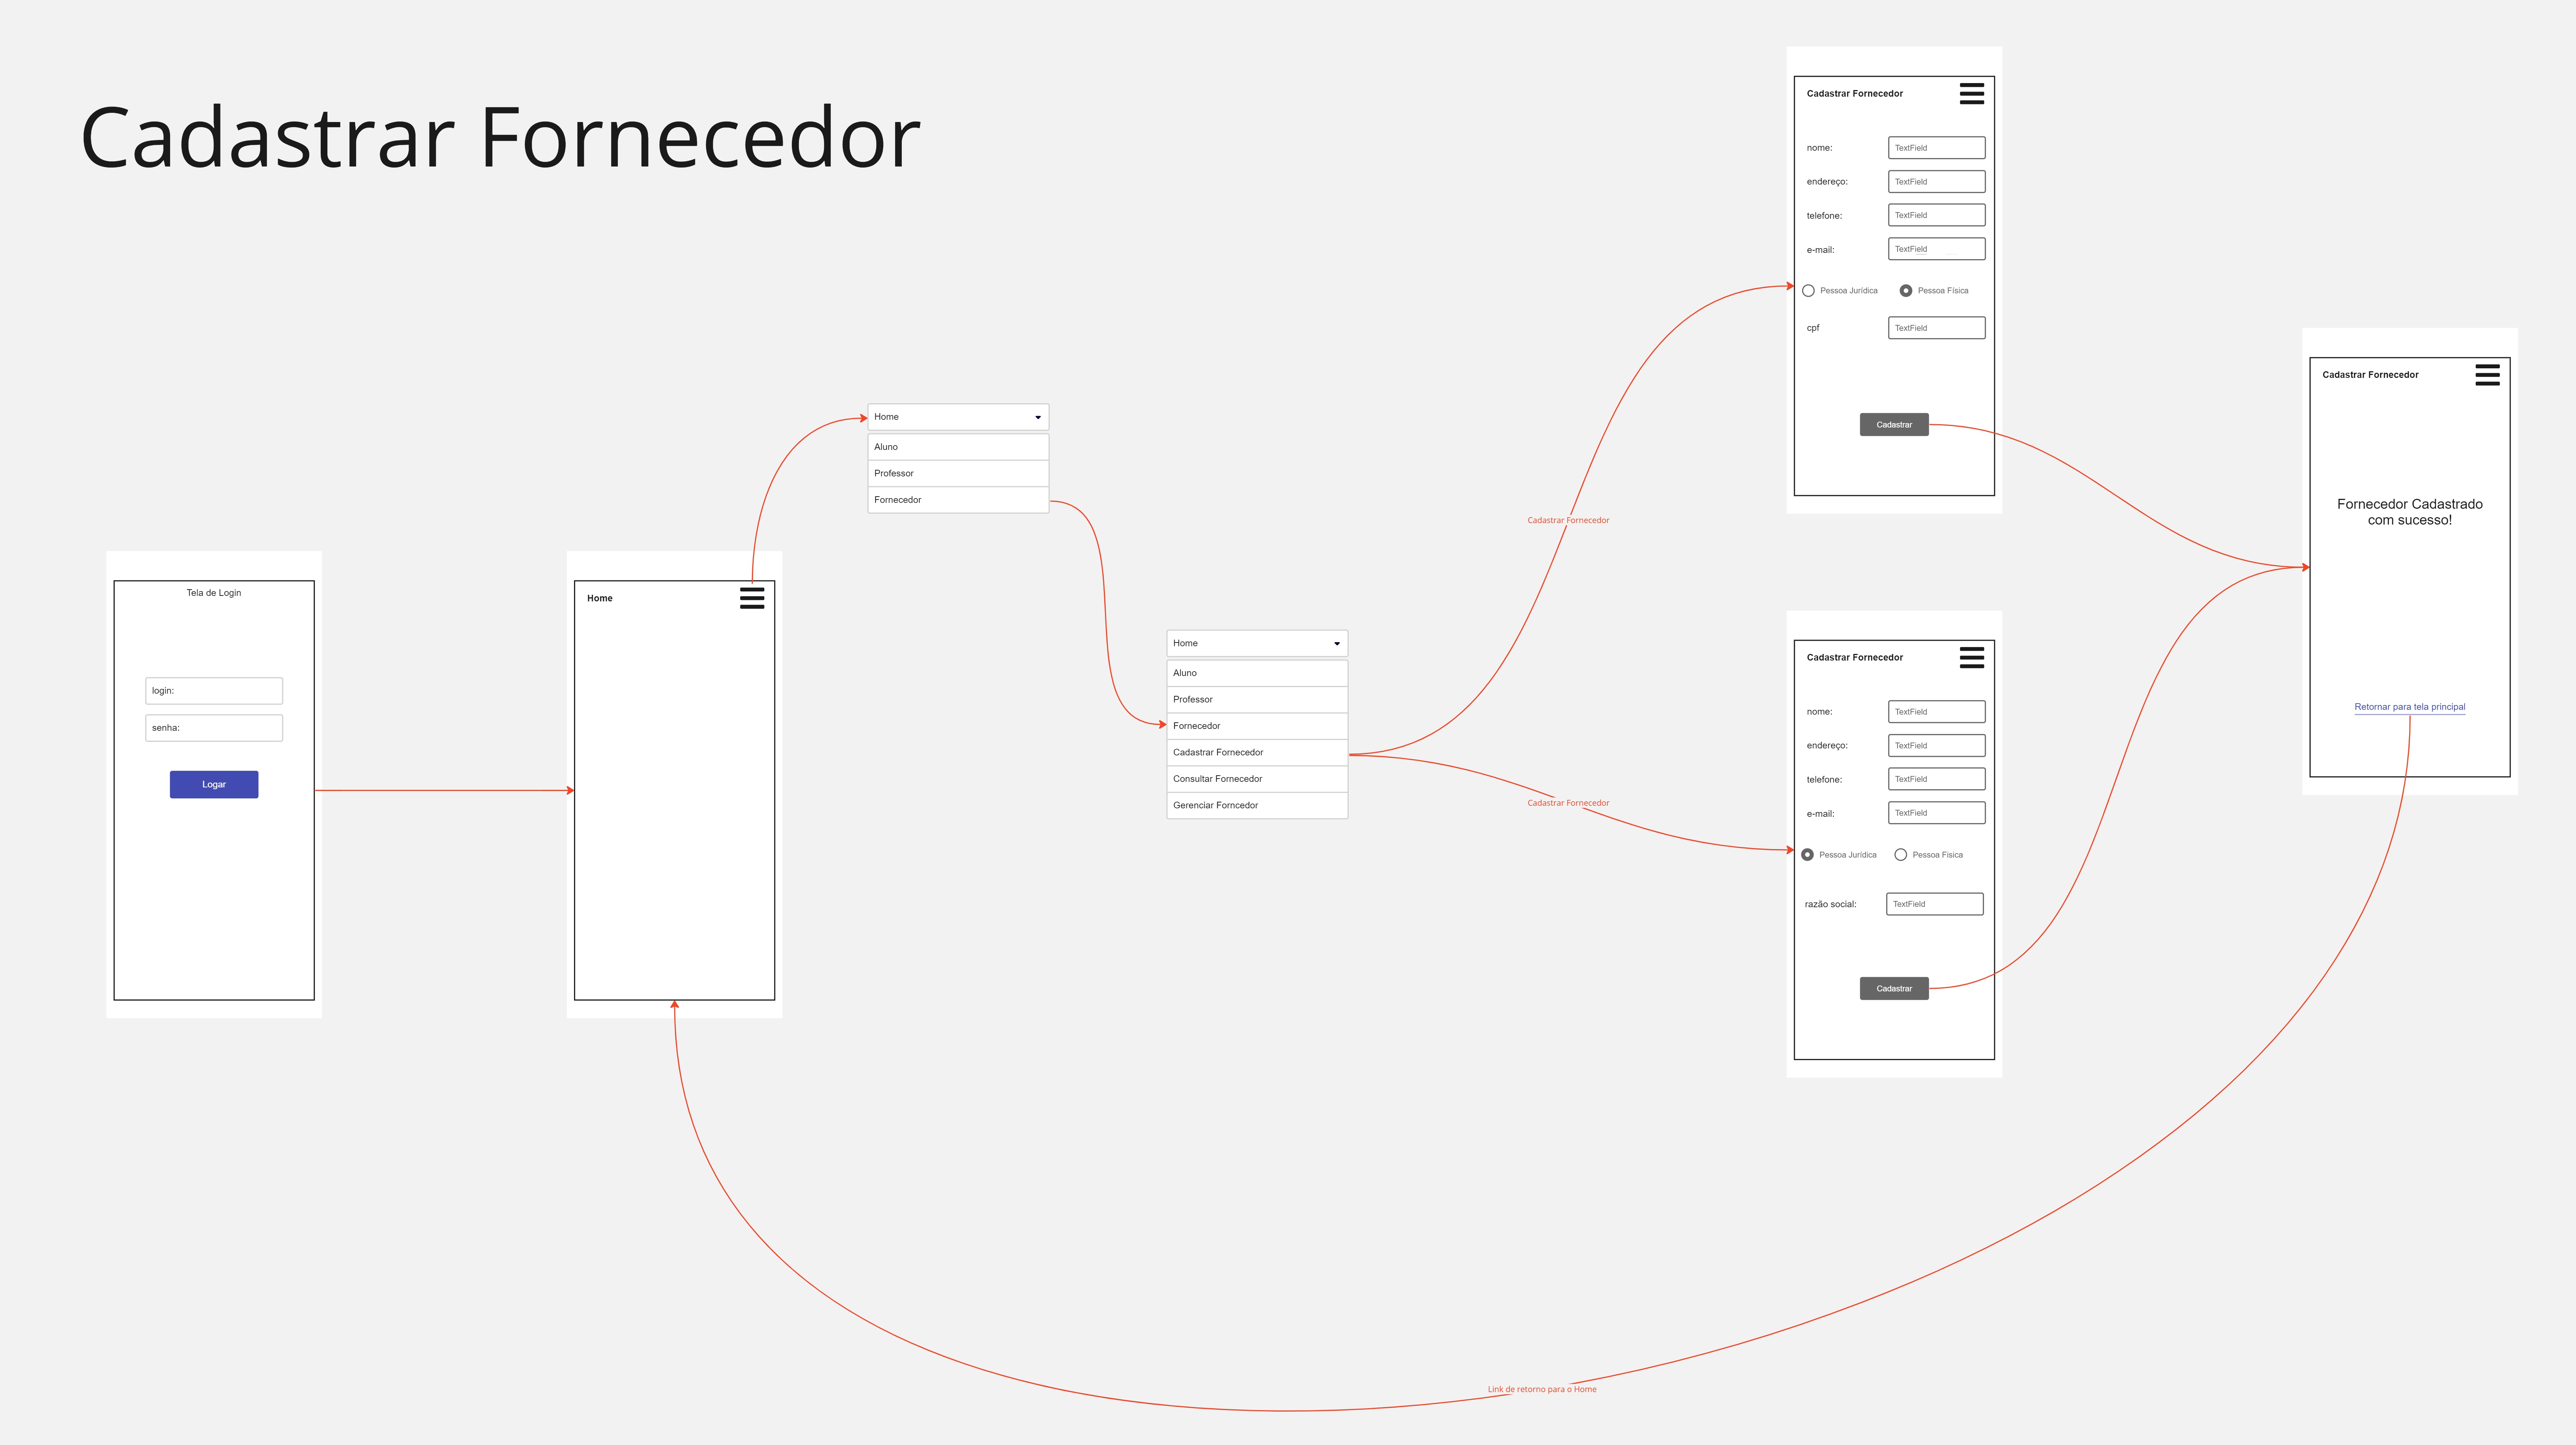 Cadastrar Fornecedor
Tela de Login
login:
senha:
Logar
Home
Home
Aluno
Professor
Fornecedor
Home
Aluno
Professor
Fornecedor
Cadastrar Fornecedor
Consultar Fornecedor
Gerenciar Forncedor
Cadastrar Fornecedor
Cadastrar Fornecedor
Cadastrar Fornecedor
nome: TextField
endereço: TextField
telefone: TextField
e-mail: TextField
Pessoa Jurídica Pessoa Física
cpf TextField
Cadastrar
Cadastrar Fornecedor
nome: TextField
endereço: TextField
telefone: TextField
e-mail: TextField
Pessoa Jurídica Pessoa Fisica
razão social: TextField
Cadastrar
Cadastrar Fornecedor
Fornecedor Cadastrado
com sucesso!
Retornar para tela principal
Link de retorno para o Home